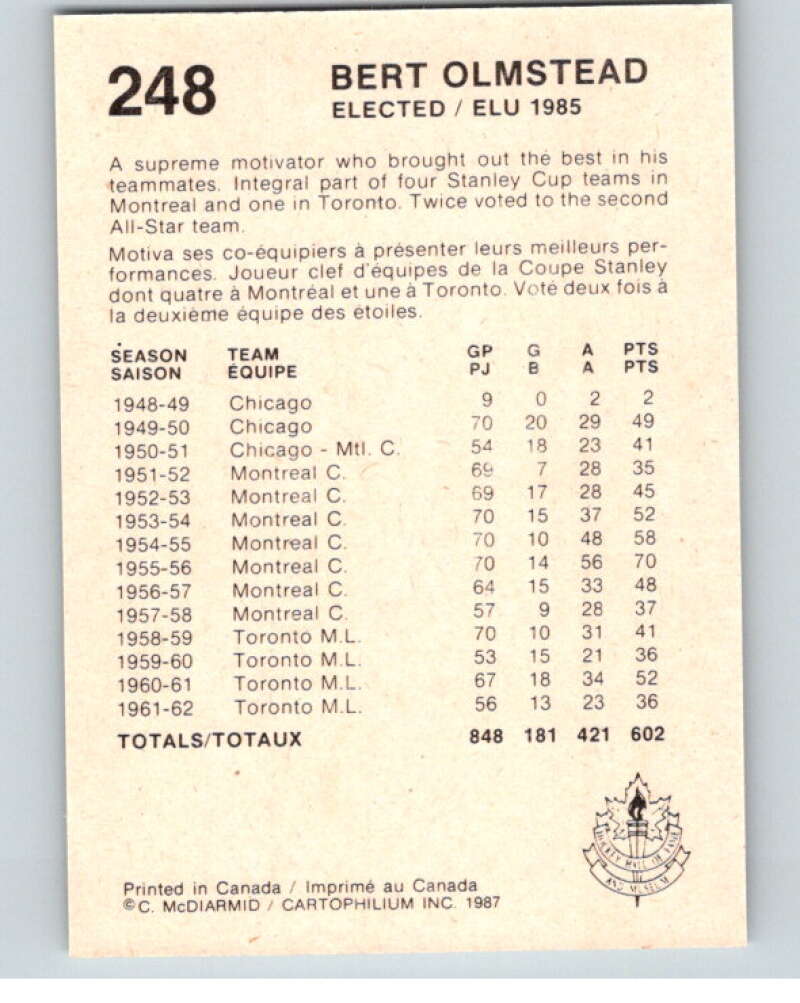 248
BERT OLMSTEAD
ELECTED / ELU 1985
A supreme motivator who brought out the best in his
teammates. Integral part of four Stanley Cup teams in
Montreal and one in Toronto. Twice voted to the second
All-Star team.
Motiva ses co-équipiers à présenter leurs meilleurs per-
formances. Joueur clef d'équipes de la Coupe Stanley
dont quatre à Montréal et une à Toronto. Voté deux fois à
la deuxième équipe des étoiles.
SEASON TEAM GP G A PTS
SAISON ÉQUIPE PJ B A PTS
1948-49 Chicago 9 0 2 2
1949-50 Chicago 70 20 29 49
1950-51 Chicago - Mtl. C. 54 18 23 41
1951-52 Montreal C. 69 7 28 35
1952-53 Montreal C. 69 17 28 45
1953-54 Montreal C. 70 15 37 52
1954-55 Montreal C. 70 10 48 58
1955-56 Montreal C. 70 14 56 70
1956-57 Montreal C. 64 15 33 48
1957-58 Montreal C. 57 9 28 37
1958-59 Toronto M.L. 70 10 31 41
1959-60 Toronto M.L. 53 15 21 36
1960-61 Toronto M.L. 67 18 34 52
1961-62 Toronto M.L. 56 13 23 36
TOTALS/TOTAUX 848 181 421 602
HOCKEY HALL OF FAME
AND MUSEUM
Printed in Canada / Imprimé au Canada
©C. McDIARMID / CARTOPHILIUM INC. 1987